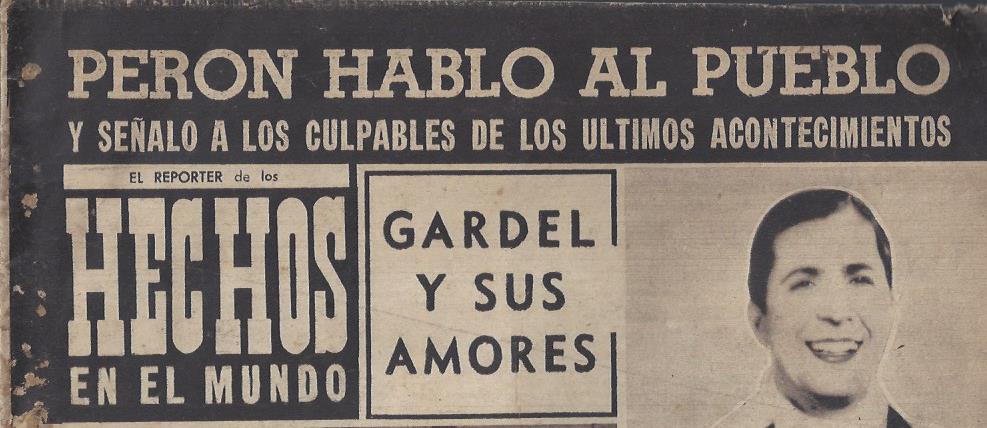 PERON HABLO AL PUEBLO
Y SEÑALO A LOS CULPABLES DE LOS ULTIMOS ACONTECIMIENTOS
EL REPORTER de los
HECHOS
EN EL MUNDO
GARDEL
Y SUS
AMORES